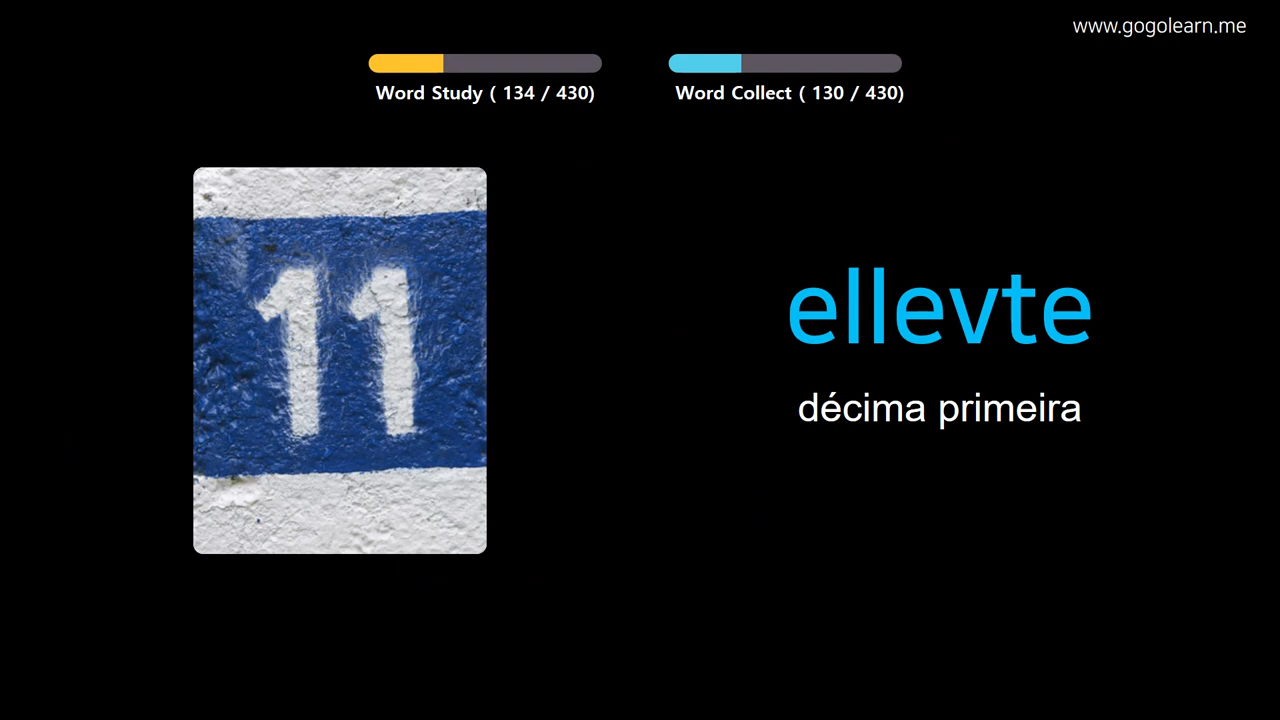 www.gogolearn.me
Word Study ( 134 / 430)
Word Collect ( 130 / 430)
11
ellevte
décima primeira